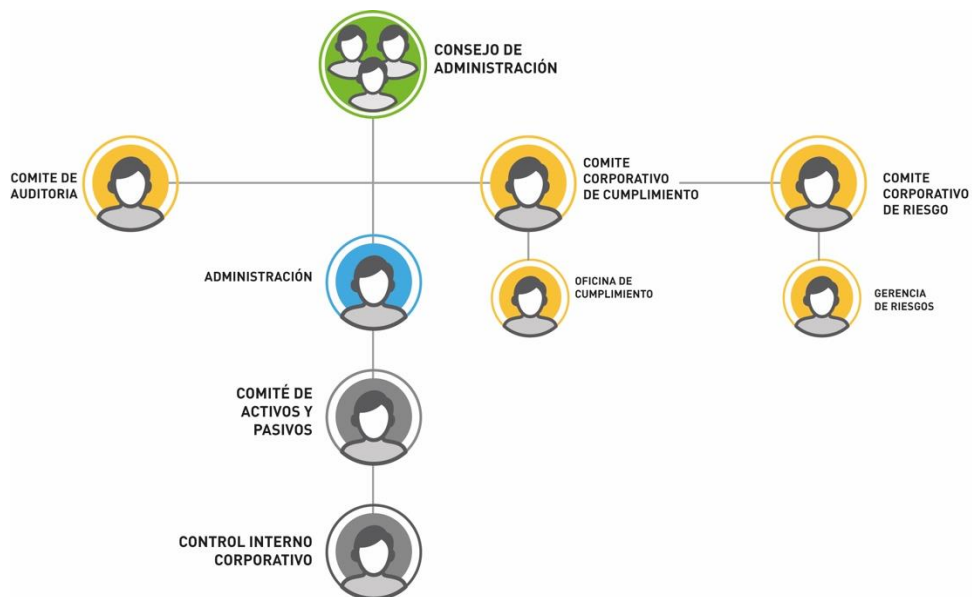 CONSEJO DE
ADMINISTRACIÓN
COMITE DE
AUDITORIA
COMITE
CORPORATIVO
DE CUMPLIMIENTO
COMITE
CORPORATIVO
DE RIESGO
ADMINISTRACIÓN
OFICINA DE
CUMPLIMIENTO
GERENCIA
DE RIESGOS
COMITÉ DE
ACTIVOS Y
PASIVOS
CONTROL INTERNO
CORPORATIVO